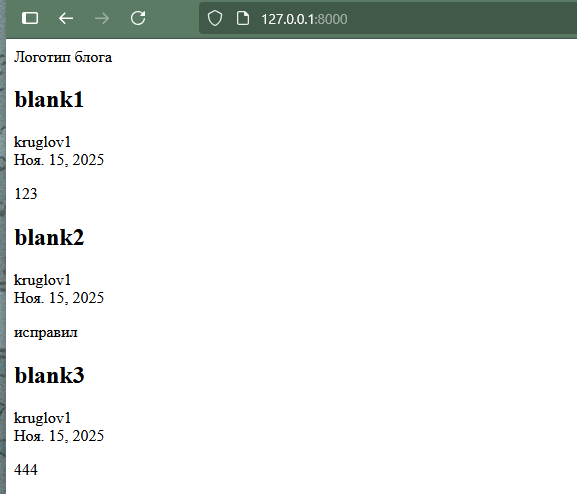 127.0.0.1:8000
Логотип блога
blank1
kruglov1
Ноя. 15, 2025
123
blank2
kruglov1
Ноя. 15, 2025
исправил
blank3
kruglov1
Ноя. 15, 2025
444